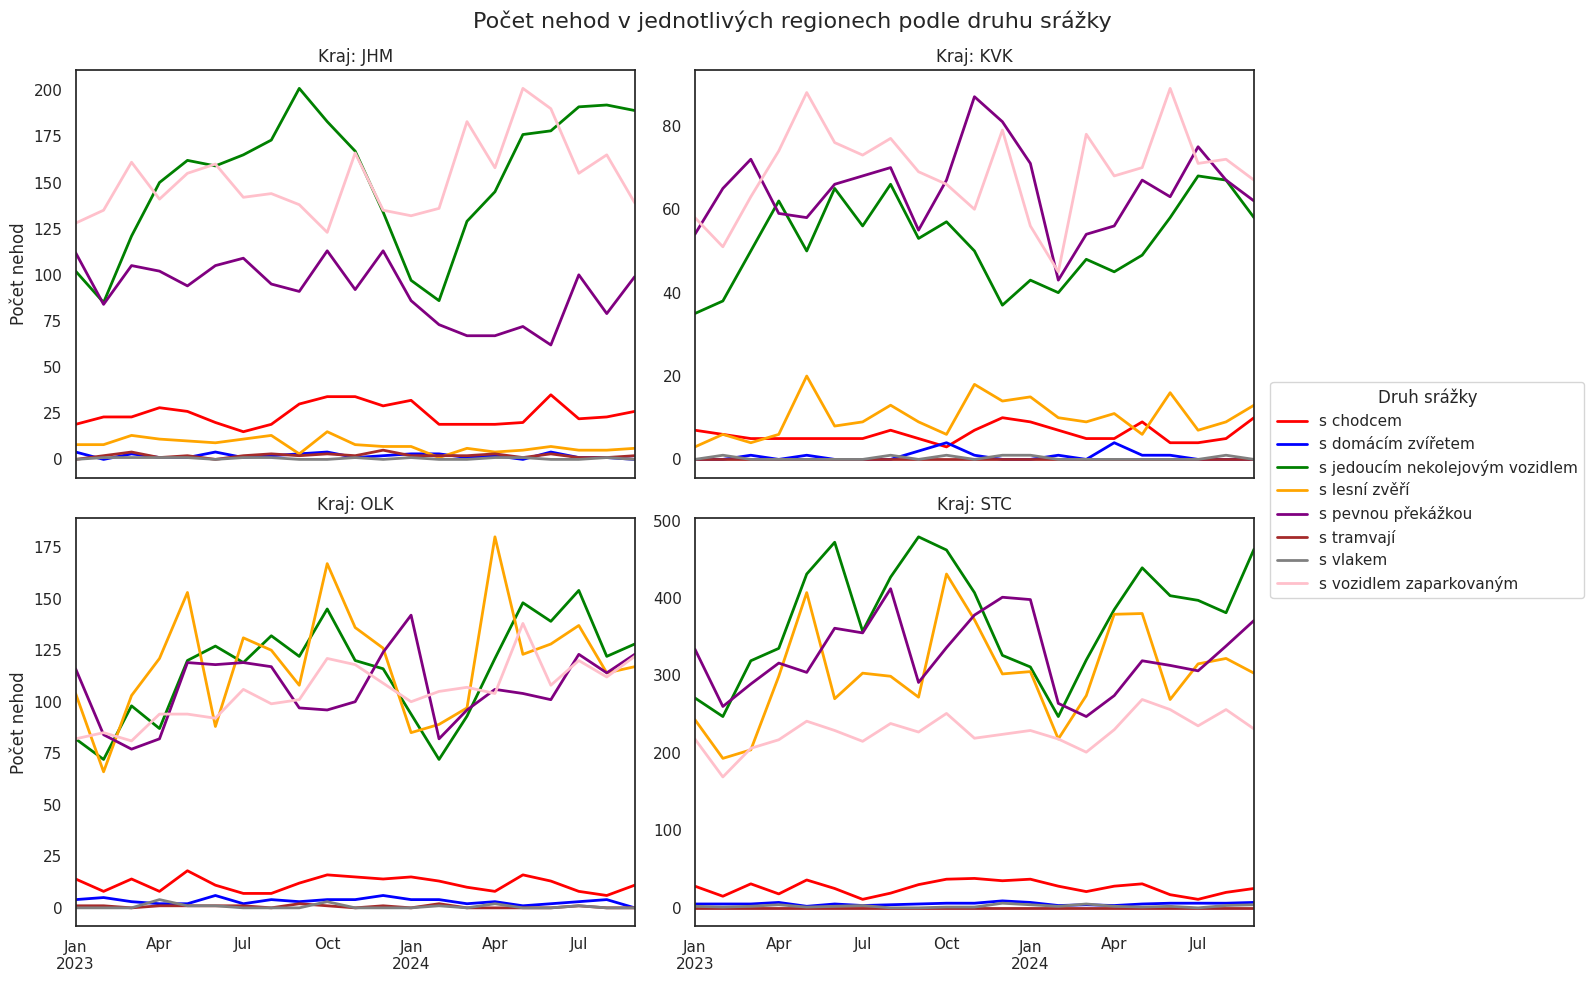 Počet nehod v jednotlivých regionech podle druhu srážky
Kraj: JHM
Kraj: KVK
200
175
150
125
100
75
50
25
0
Počet nehod
80
60
40
20
0
Kraj: OLK
Kraj: STC
175
150
125
100
75
50
25
0
Počet nehod
500
400
300
200
100
0
Jan
2023
Apr
Jul
Oct
Jan
2024
Apr
Jul
Jan
2023
Apr
Jul
Oct
Jan
2024
Apr
Jul
Druh srážky
s chodcem
s domácím zvířetem
s jedoucím nekolejovým vozidlem
s lesní zvěří
s pevnou překážkou
s tramvají
s vlakem
s vozidlem zaparkovaným